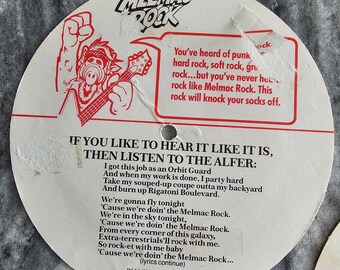 MELMAC
ROCK
You've heard of punk
hard rock, soft rock,
rock...but you've never
rock like Melmac Rock. This
rock will knock your socks off.
IF YOU LIKE TO HEAR IT LIKE IT IS,
THEN LISTEN TO THE ALFER:
I got this job as an Orbit Guard
And when my work is done, I party hard
Take my souped-up coupe outta my backyard
And burn up Rigatoni Boulevard.
We're gonna fly tonight
'Cause we're doin' the Melmac Rock.
We're in the sky tonight,
'Cause we're doin' the Melmac Rock.
From every corner of this galaxy,
Extra-terrestrials'll rock with me.
So rock-et with me baby
'Cause we're doin' the Melmac Rock...
(lyrics continue)